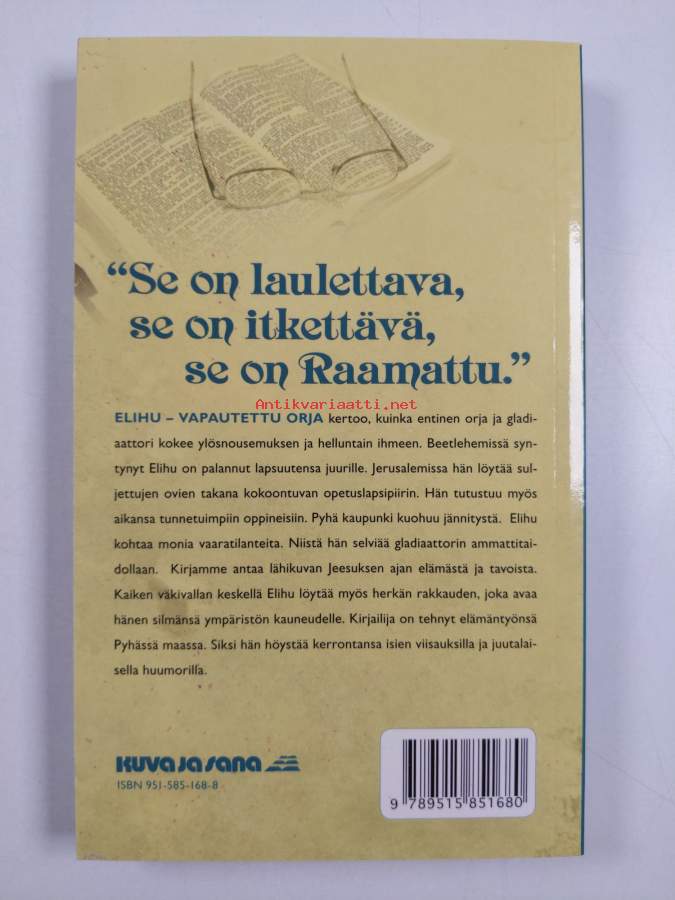 “Se on laulettava,
se on itkettävä,
se on Raamattu.”
Antikvariaatti.net
ELIHU – VAPAUTETTU ORJA kertoo, kuinka entinen orja ja gladi-
aattori kokee ylösnousemuksen ja helluntain ihmeen. Beetlehemissä syn-
tynyt Elihu on palannut lapsuutensa juurille. Jerusalemissa hän löytää sul-
jettujen ovien takana kokoontuvan opetuslapsipiirin. Hän tutustuu myös
aikansa tunnetuimpiin oppineisiin. Pyhä kaupunki kuohuu jännitystä. Elihu
kohtaa monia vaaratilanteita. Niistä hän selviää gladiaattorin ammattitai-
dollaan. Kirjamme antaa lähikuvan Jeesuksen ajan elämästä ja tavoista.
Kaiken väkivallan keskellä Elihu löytää myös herkän rakkauden, joka avaa
hänen silmänsä ympäristön kauneudelle. Kirjailija on tehnyt elämäntyönsä
Pyhässä maassa. Siksi hän höystää kerrontansa isien viisauksilla ja juutalai-
sella huumorilla.
KUVA JA SANA
ISBN 951-585-168-8
9 789515 851680